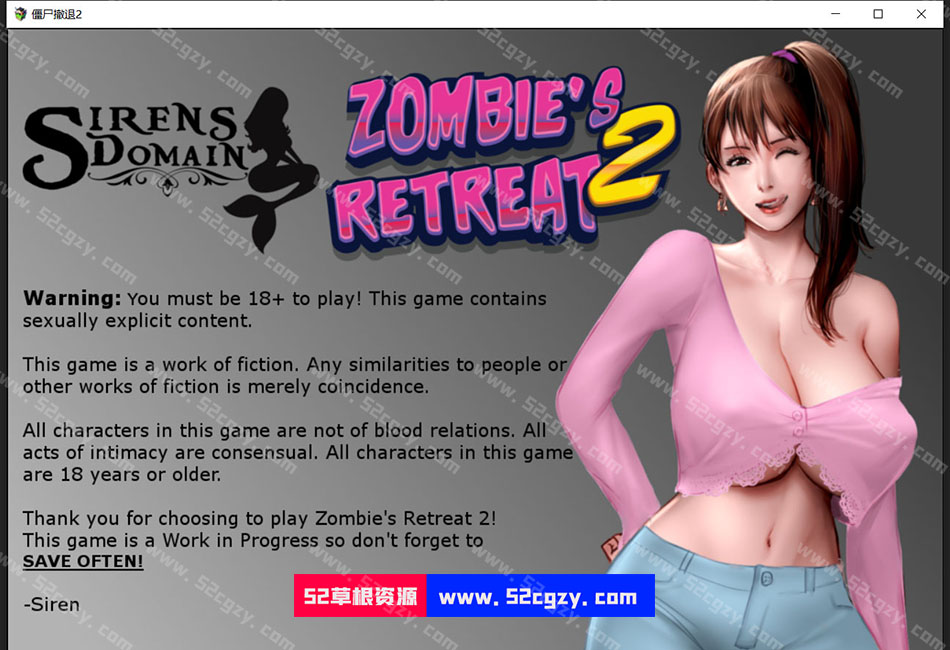 僵尸撤退2
SIRENS
DOMAIN
ZOMBIE'S
RETREAT 2
Warning: You must be 18+ to play! This game contains
sexually explicit content.
This game is a work of fiction. Any similarities to people or
other works of fiction is merely coincidence.
All characters in this game are not of blood relations. All
acts of intimacy are consensual. All characters in this game
are 18 years or older.
Thank you for choosing to play Zombie's Retreat 2!
This game is a Work in Progress so don't forget to
SAVE OFTEN!
-Siren
52草根资源 www.52cgzy.com